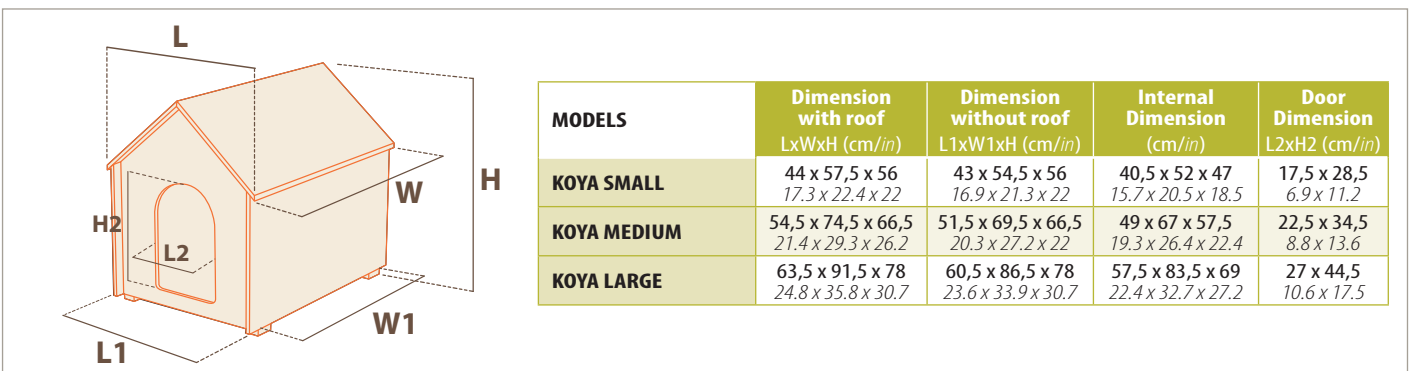 L
H
W
H2
L2
W1
L1
MODELS
Dimension
with roof
LxWxH (cm/in)
Dimension
without roof
L1xW1xH (cm/in)
Internal
Dimension
(cm/in)
Door
Dimension
L2xH2 (cm/in)
KOYA SMALL
44 x 57,5 x 56
17.3 x 22.4 x 22
43 x 54,5 x 56
16.9 x 21.3 x 22
40,5 x 52 x 47
15.7 x 20.5 x 18.5
17,5 x 28,5
6.9 x 11.2
KOYA MEDIUM
54,5 x 74,5 x 66,5
21.4 x 29.3 x 26.2
51,5 x 69,5 x 66,5
20.3 x 27.2 x 22
49 x 67 x 57,5
19.3 x 26.4 x 22.4
22,5 x 34,5
8.8 x 13.6
KOYA LARGE
63,5 x 91,5 x 78
24.8 x 35.8 x 30.7
60,5 x 86,5 x 78
23.6 x 33.9 x 30.7
57,5 x 83,5 x 69
22.4 x 32.7 x 27.2
27 x 44,5
10.6 x 17.5